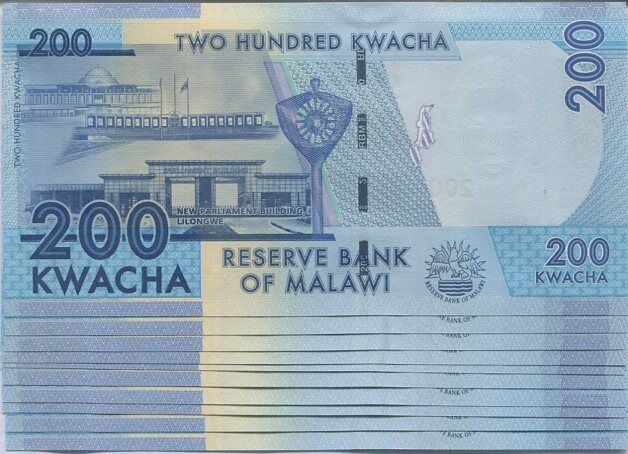 200
TWO HUNDRED KWACHA
200
TWO HUNDRED KWACHA
RBM
NEW PARLIAMENT BUILDING
LILONGWE
200
KWACHA
RESERVE BANK
OF MALAWI
RESERVE BANK OF MALAWI
200
KWACHA